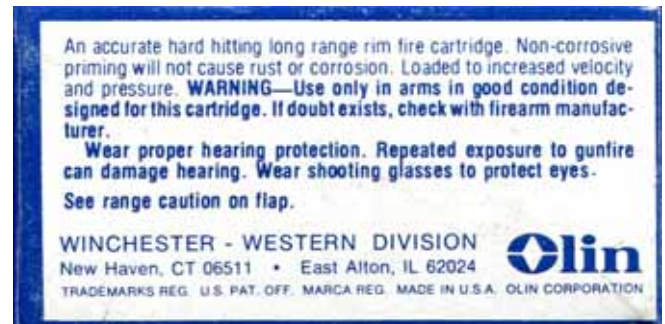 An accurate hard hitting long range rim fire cartridge. Non-corrosive
priming will not cause rust or corrosion. Loaded to increased velocity
and pressure. WARNING—Use only in arms in good condition de-
signed for this cartridge. If doubt exists, check with firearm manufac-
turer.
Wear proper hearing protection. Repeated exposure to gunfire
can damage hearing. Wear shooting glasses to protect eyes.
See range caution on flap.
WINCHESTER - WESTERN DIVISION
New Haven, CT 06511 • East Alton, IL 62024
Olin
TRADEMARKS REG. U.S. PAT. OFF. MARCA REG. MADE IN U.S.A. OLIN CORPORATION